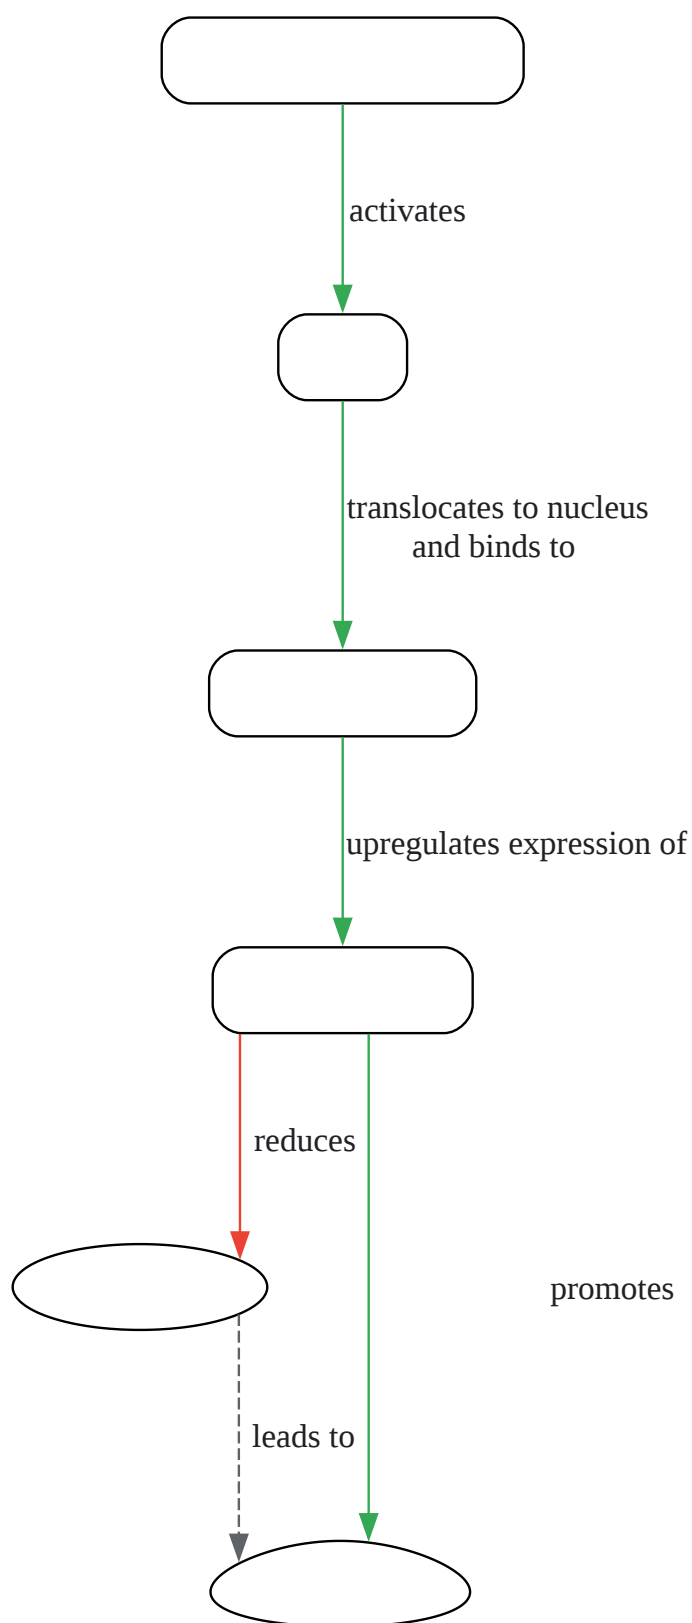 activates
translocates to nucleus
and binds to
upregulates expression of
reduces
promotes
leads to